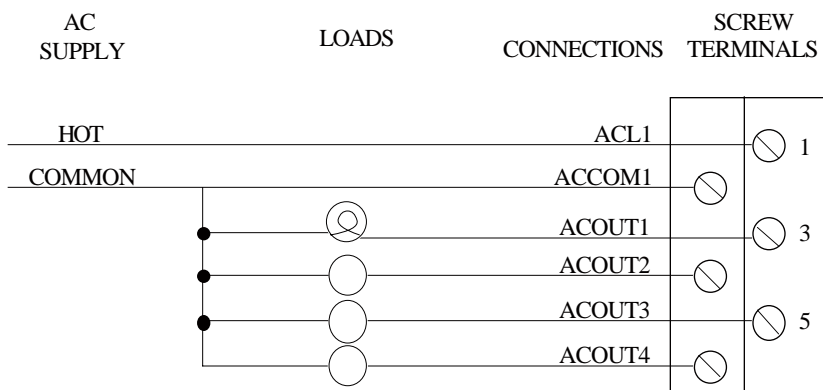 AC SUPPLY
LOADS
CONNECTIONS
SCREW TERMINALS
HOT
ACL1
1
COMMON
ACCOM1
ACOUT1
3
ACOUT2
ACOUT3
5
ACOUT4